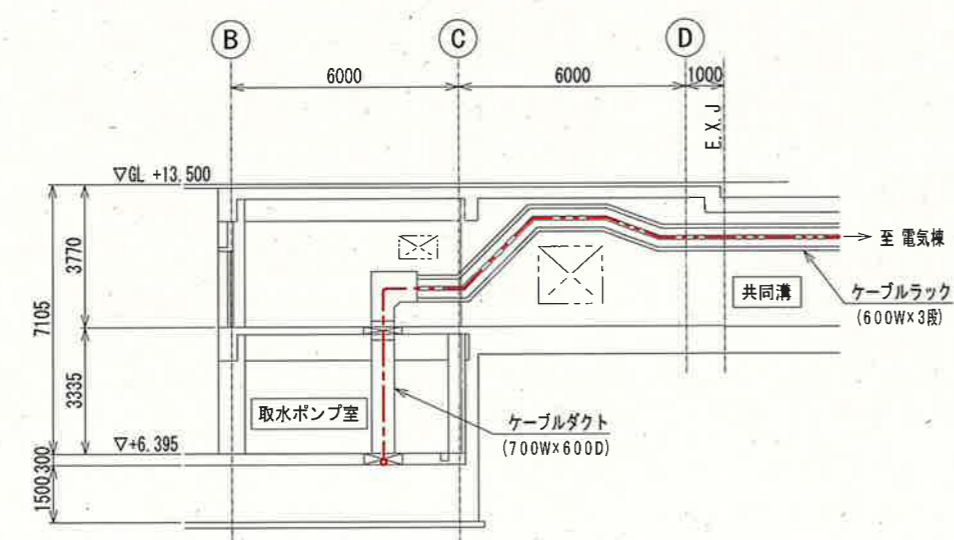 B
C
D
6000
6000
1000
E.X.J
▽GL +13.500
3770
7105
3335
300
1500
▽+6.395
至 電気棟
共同溝
ケーブルラック
(600W×3段)
取水ポンプ室
ケーブルダクト
(700W×600D)